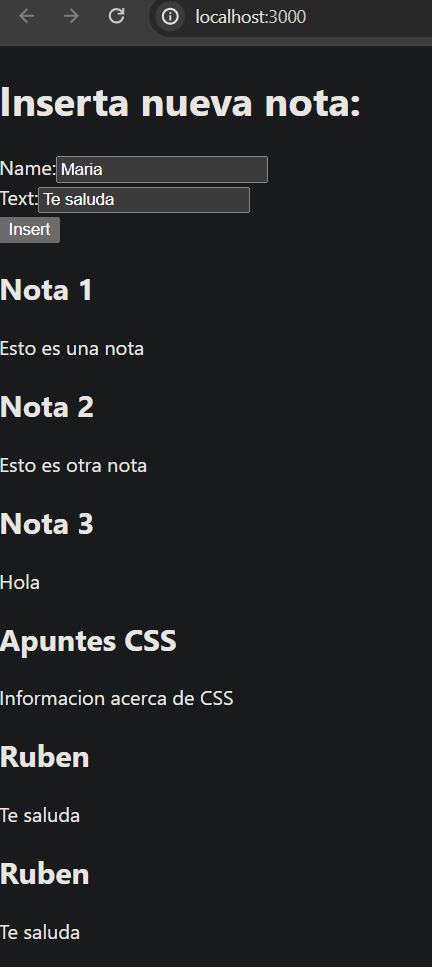 localhost:3000
Inserta nueva nota:
Name: Maria
Text: Te saluda
Insert
Nota 1
Esto es una nota
Nota 2
Esto es otra nota
Nota 3
Hola
Apuntes CSS
Informacion acerca de CSS
Ruben
Te saluda
Ruben
Te saluda